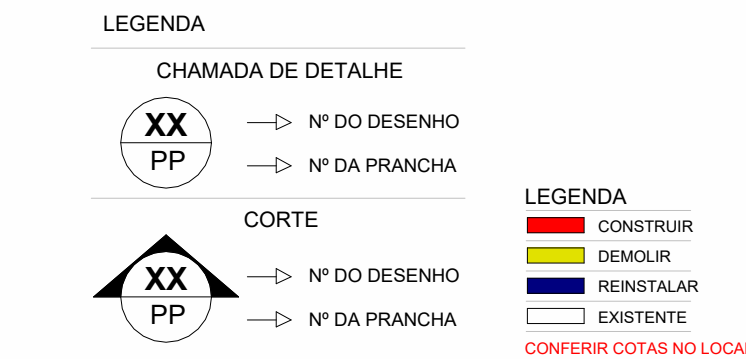 LEGENDA
CHAMADA DE DETALHE
XX
Nº DO DESENHO
PP
Nº DA PRANCHA
CORTE
XX
Nº DO DESENHO
PP
Nº DA PRANCHA
LEGENDA
CONSTRUIR
DEMOLIR
REINSTALAR
EXISTENTE
CONFERIR COTAS NO LOCAL